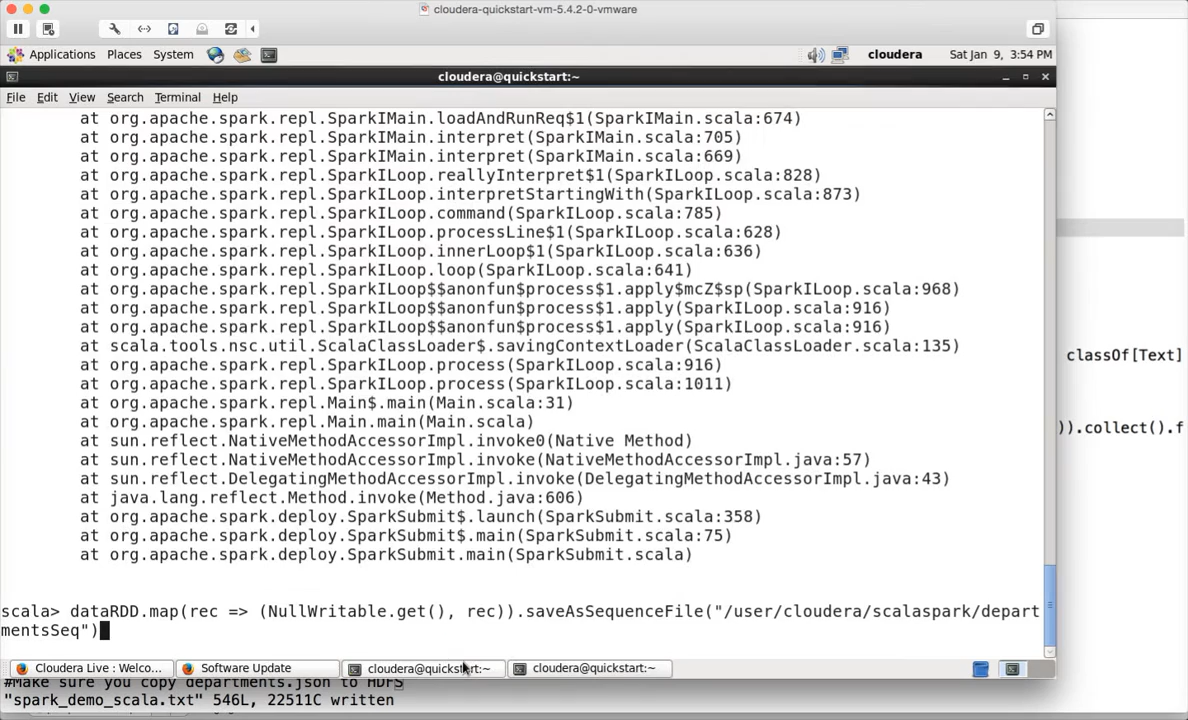 cloudera-quickstart-vm-5.4.2-0-vmware
Applications Places System cloudera Sat Jan 9, 3:54 PM
cloudera@quickstart:~
File Edit View Search Terminal Help
at org.apache.spark.repl.SparkIMain.loadAndRunReq$1(SparkIMain.scala:674)
at org.apache.spark.repl.SparkIMain.interpret(SparkIMain.scala:705)
at org.apache.spark.repl.SparkIMain.interpret(SparkIMain.scala:669)
at org.apache.spark.repl.SparkILoop.reallyInterpret$1(SparkILoop.scala:828)
at org.apache.spark.repl.SparkILoop.interpretStartingWith(SparkILoop.scala:873)
at org.apache.spark.repl.SparkILoop.command(SparkILoop.scala:785)
at org.apache.spark.repl.SparkILoop.processLine$1(SparkILoop.scala:628)
at org.apache.spark.repl.SparkILoop.innerLoop$1(SparkILoop.scala:636)
at org.apache.spark.repl.SparkILoop.loop(SparkILoop.scala:641)
at org.apache.spark.repl.SparkILoop$$anonfun$process$1.apply$mcZ$sp(SparkILoop.scala:968)
at org.apache.spark.repl.SparkILoop$$anonfun$process$1.apply(SparkILoop.scala:916)
at org.apache.spark.repl.SparkILoop$$anonfun$process$1.apply(SparkILoop.scala:916)
at scala.tools.nsc.util.ScalaClassLoader$.savingContextLoader(ScalaClassLoader.scala:135)
classOf[Text]
at org.apache.spark.repl.SparkILoop.process(SparkILoop.scala:916)
at org.apache.spark.repl.SparkILoop.process(SparkILoop.scala:1011)
at org.apache.spark.repl.Main$.main(Main.scala:31)
at org.apache.spark.repl.Main.main(Main.scala)
)).collect().f
at sun.reflect.NativeMethodAccessorImpl.invoke0(Native Method)
at sun.reflect.NativeMethodAccessorImpl.invoke(NativeMethodAccessorImpl.java:57)
at sun.reflect.DelegatingMethodAccessorImpl.invoke(DelegatingMethodAccessorImpl.java:43)
at java.lang.reflect.Method.invoke(Method.java:606)
at org.apache.spark.deploy.SparkSubmit$.launch(SparkSubmit.scala:358)
at org.apache.spark.deploy.SparkSubmit$.main(SparkSubmit.scala:75)
at org.apache.spark.deploy.SparkSubmit.main(SparkSubmit.scala)
scala> dataRDD.map(rec => (NullWritable.get(), rec)).saveAsSequenceFile("/user/cloudera/scalaspark/depart
mentsSeq")
Cloudera Live : Welco... Software Update cloudera@quickstart:~ cloudera@quickstart:~
#Make sure you copy departments.json to HDFS
"spark_demo_scala.txt" 546L, 22511C written